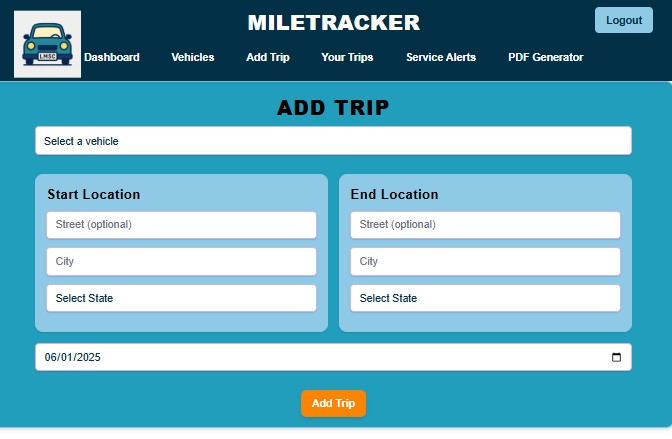 MILETRACKER
Logout
LMSC
Dashboard Vehicles Add Trip Your Trips Service Alerts PDF Generator
ADD TRIP
Select a vehicle
Start Location
Street (optional)
City
Select State
End Location
Street (optional)
City
Select State
06/01/2025
Add Trip